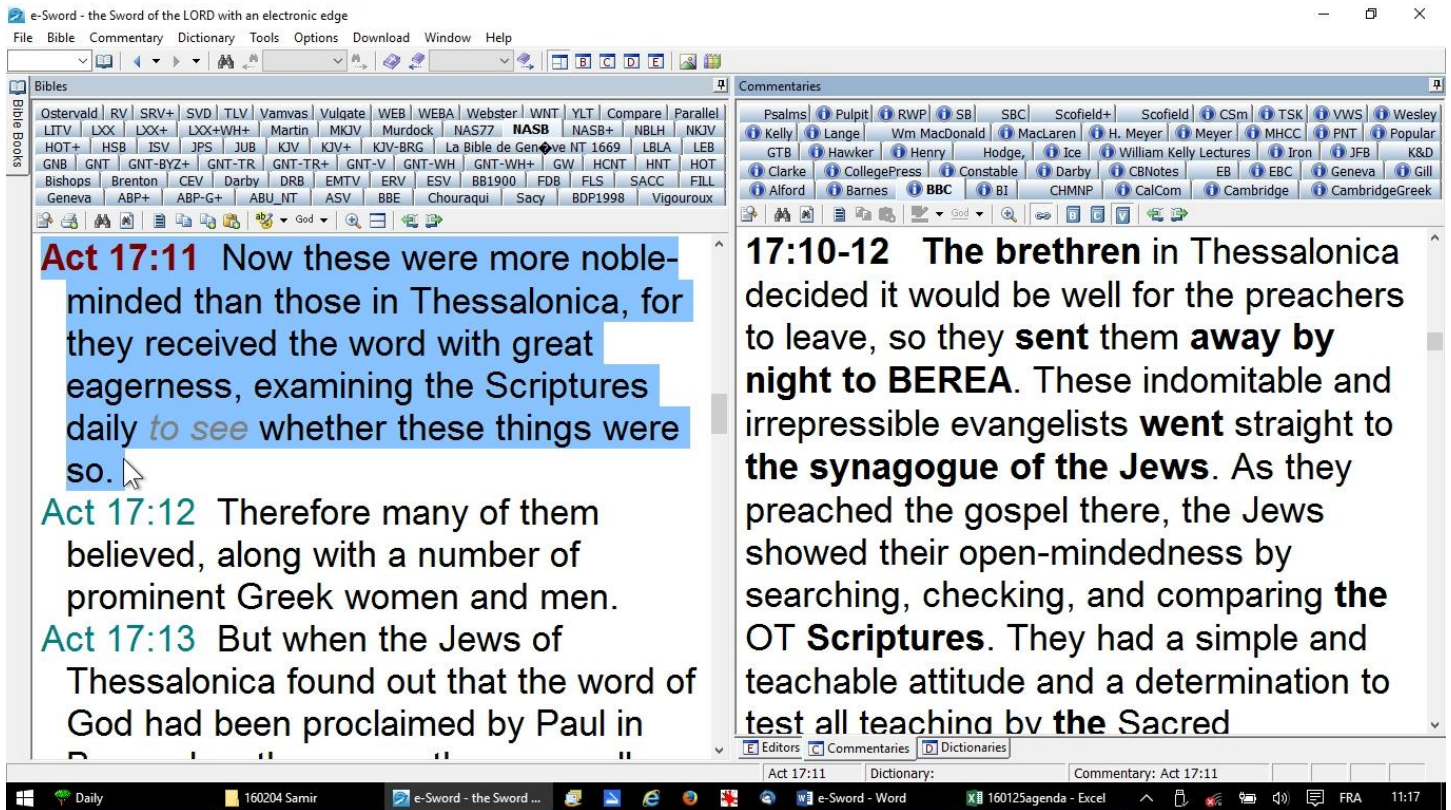 e-Sword - the Sword of the LORD with an electronic edge
File Bible Commentary Dictionary Tools Options Download Window Help
Bible Books
Bibles
Ostervald RV SRV+ SVD TLV Vamvas Vulgate WEB WEBA Webster WNT YLT Compare Parallel
LITV LXX LXX+ LXX+WH+ Martin MKJV Murdock NAS77 NASB NASB+ NBLH NKJV
HOT+ HSB ISV JPS JUB KJV KJV+ KJV-BRG La Bible de Gen�ve NT 1669 LBLA LEB
GNB GNT GNT-BYZ+ GNT-TR GNT-TR+ GNT-V GNT-WH GNT-WH+ GW HCNT HNT HOT
Bishops Brenton CEV Darby DRB EMTV ERV ESV BB1900 FDB FLS SACC FILL
Geneva ABP+ ABP-G+ ABU_NT ASV BBE Chouraqui Sacy BDP1998 Vigouroux
God
Act 17:11 Now these were more noble-
minded than those in Thessalonica, for
they received the word with great
eagerness, examining the Scriptures
daily to see whether these things were
so.
Act 17:12 Therefore many of them
believed, along with a number of
prominent Greek women and men.
Act 17:13 But when the Jews of
Thessalonica found out that the word of
God had been proclaimed by Paul in
Commentaries
Psalms Pulpit RWP SB SBC Scofield+ Scofield CSm TSK VWS Wesley
Kelly Lange Wm MacDonald MacLaren H. Meyer Meyer MHCC PNT Popular
GTB Hawker Henry Hodge, Ice William Kelly Lectures Iron JFB K&D
Clarke CollegePress Constable Darby CBNotes EB EBC Geneva Gill
Alford Barnes BBC BI CHMNP CalCom Cambridge CambridgeGreek
God
17:10-12 The brethren in Thessalonica
decided it would be well for the preachers
to leave, so they sent them away by
night to BEREA. These indomitable and
irrepressible evangelists went straight to
the synagogue of the Jews. As they
preached the gospel there, the Jews
showed their open-mindedness by
searching, checking, and comparing the
OT Scriptures. They had a simple and
teachable attitude and a determination to
test all teaching by the Sacred
E Editors C Commentaries D Dictionaries
Act 17:11 Dictionary: Commentary: Act 17:11
Daily 160204 Samir e-Sword - the Sword ... e-Sword - Word 160125agenda - Excel FRA 11:17